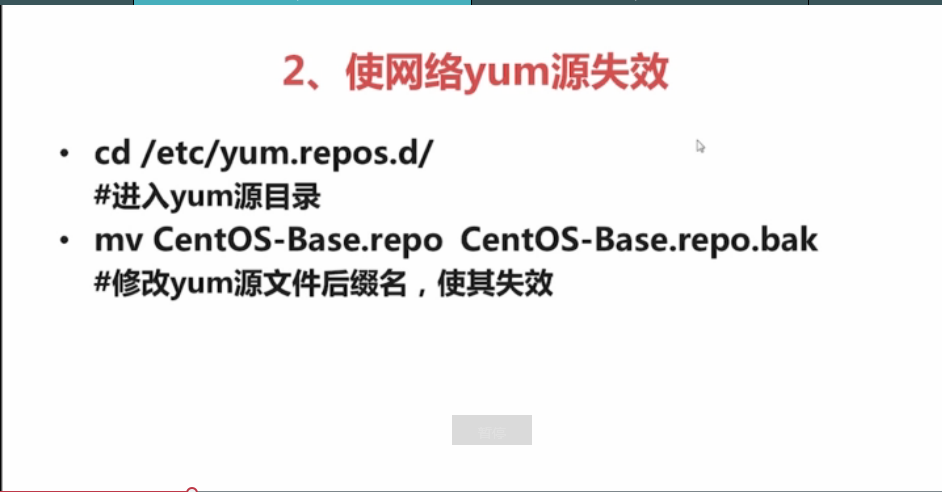 2、使网络yum源失效
• cd /etc/yum.repos.d/
#进入yum源目录
• mv CentOS-Base.repo CentOS-Base.repo.bak
#修改yum源文件后缀名，使其失效